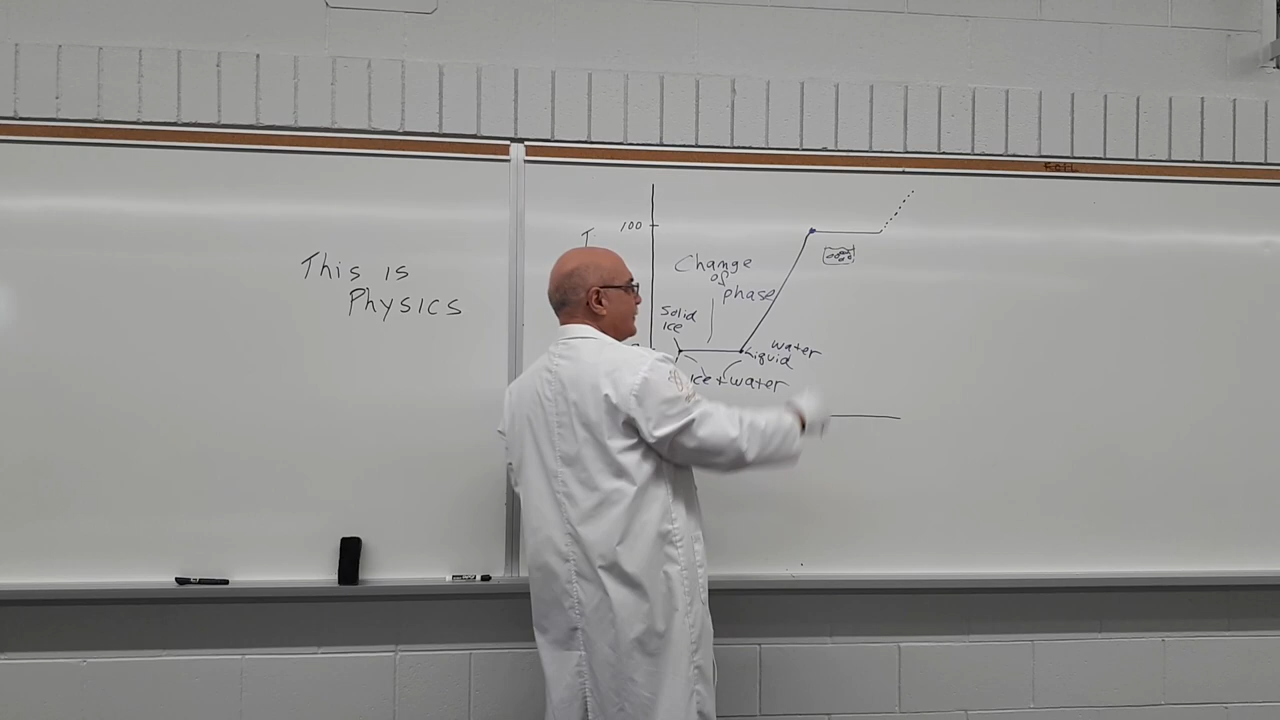 This is
Physics
T
100
Change
of
phase
Solid
Ice
water
Liquid
Ice + water